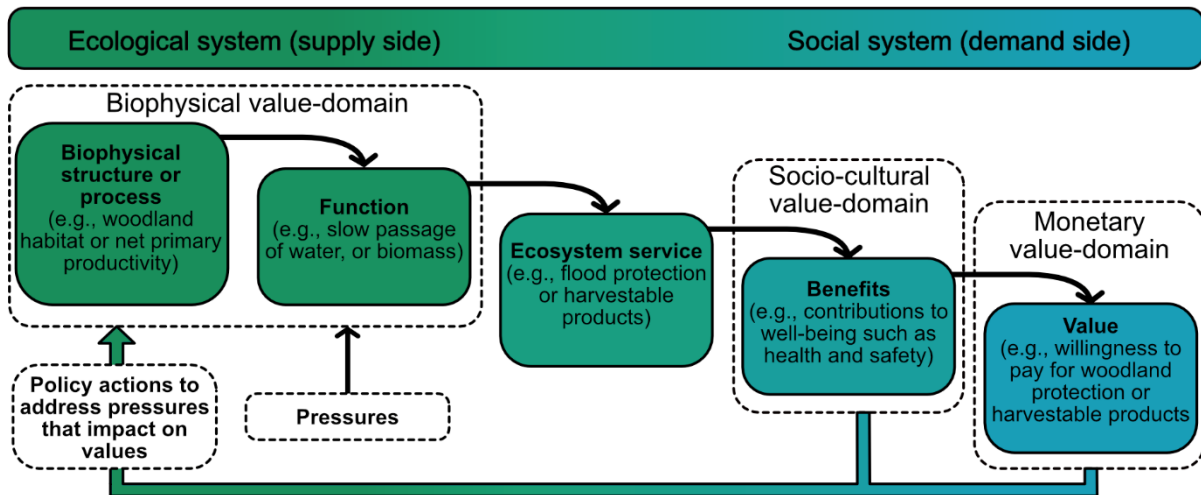 Ecological system (supply side)
Social system (demand side)
Biophysical value-domain
Biophysical
structure or
process
(e.g., woodland
habitat or net primary
productivity)
Function
(e.g., slow passage
of water, or biomass)
Ecosystem service
(e.g., flood protection
or harvestable
products)
Socio-cultural
value-domain
Benefits
(e.g., contributions to
well-being such as
health and safety)
Monetary
value-domain
Value
(e.g., willingness to
pay for woodland
protection or
harvestable products
Policy actions to
address pressures
that impact on
values
Pressures